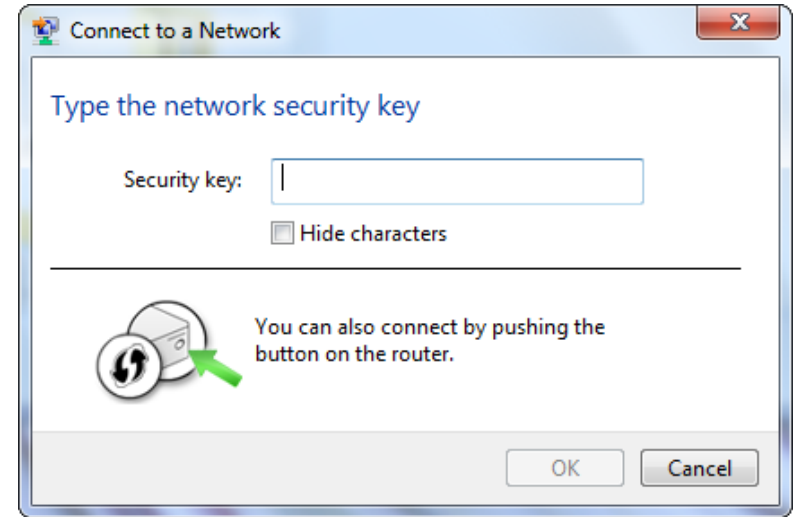 Connect to a Network
Type the network security key
Security key:
Hide characters
You can also connect by pushing the
button on the router.
OK Cancel